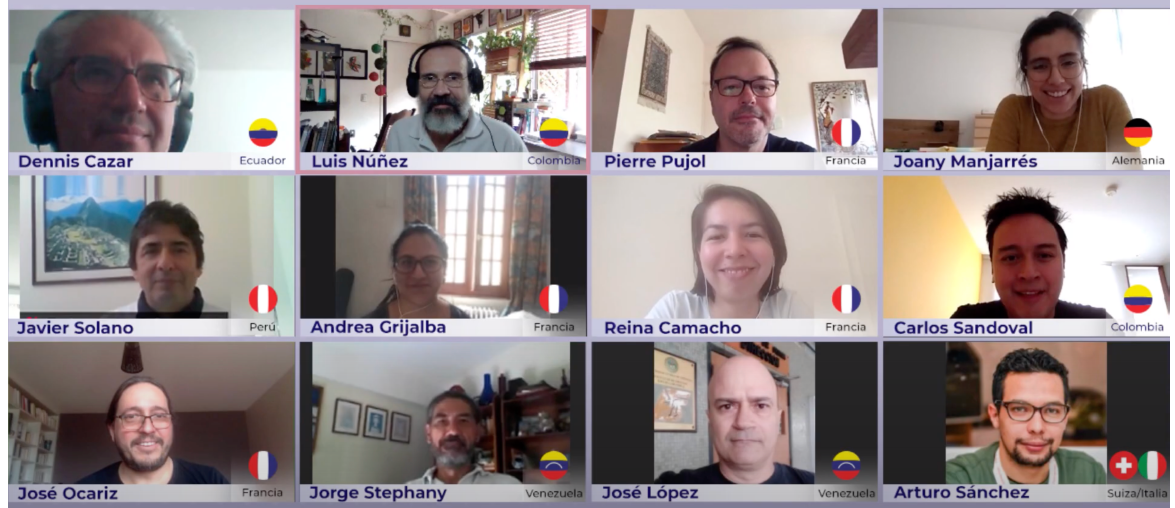 Dennis Cazar
Ecuador
Luis Núñez
Colombia
Pierre Pujol
Francia
Joany Manjarrés
Alemania
Javier Solano
Perú
Andrea Grijalba
Francia
Reina Camacho
Francia
Carlos Sandoval
Colombia
José Ocariz
Francia
Jorge Stephany
Venezuela
José López
Venezuela
Arturo Sánchez
Suiza/Italia